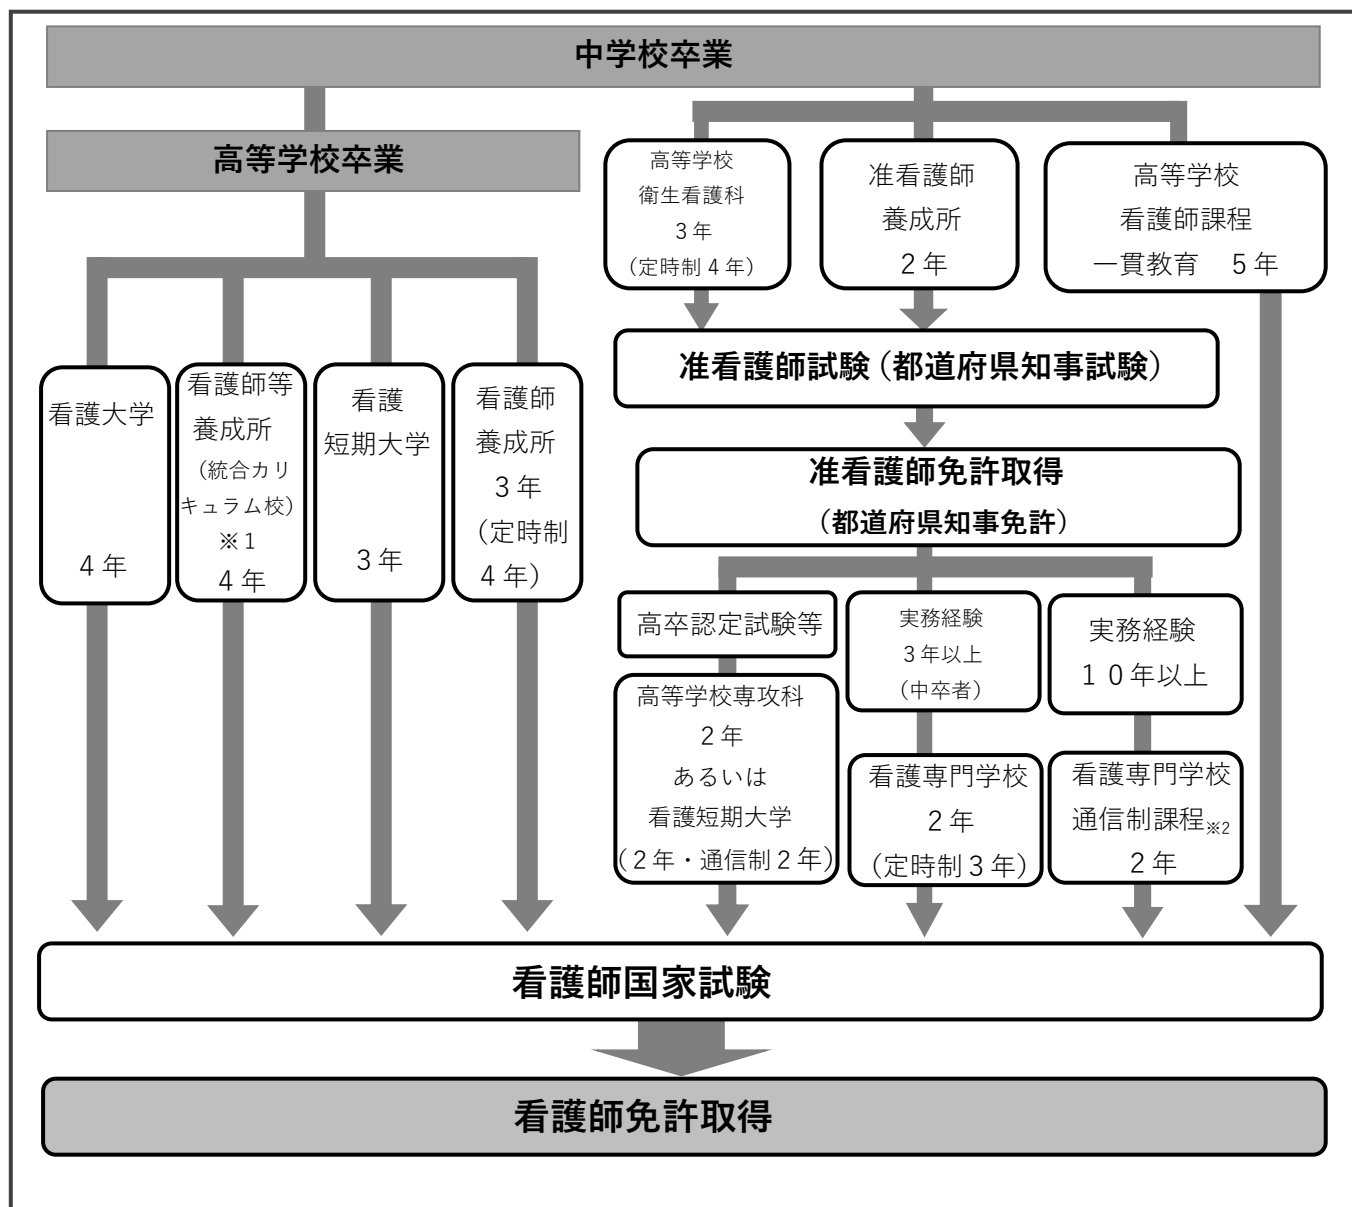 中学校卒業
高等学校卒業
高等学校
衛生看護科
3年
(定時制4年)
准看護師
養成所
2年
高等学校
看護師課程
一貫教育　5年
准看護師試験(都道府県知事試験)
准看護師免許取得
(都道府県知事免許)
看護大学
4年
看護師等
養成所
(統合カリ
キュラム校)
※1
4年
看護
短期大学
3年
看護師
養成所
3年
(定時制
4年)
高卒認定試験等
高等学校専攻科
2年
あるいは
看護短期大学
(2年・通信制2年)
実務経験
3年以上
(中卒者)
看護専門学校
2年
(定時制3年)
実務経験
10年以上
看護専門学校
通信制課程※2
2年
看護師国家試験
看護師免許取得